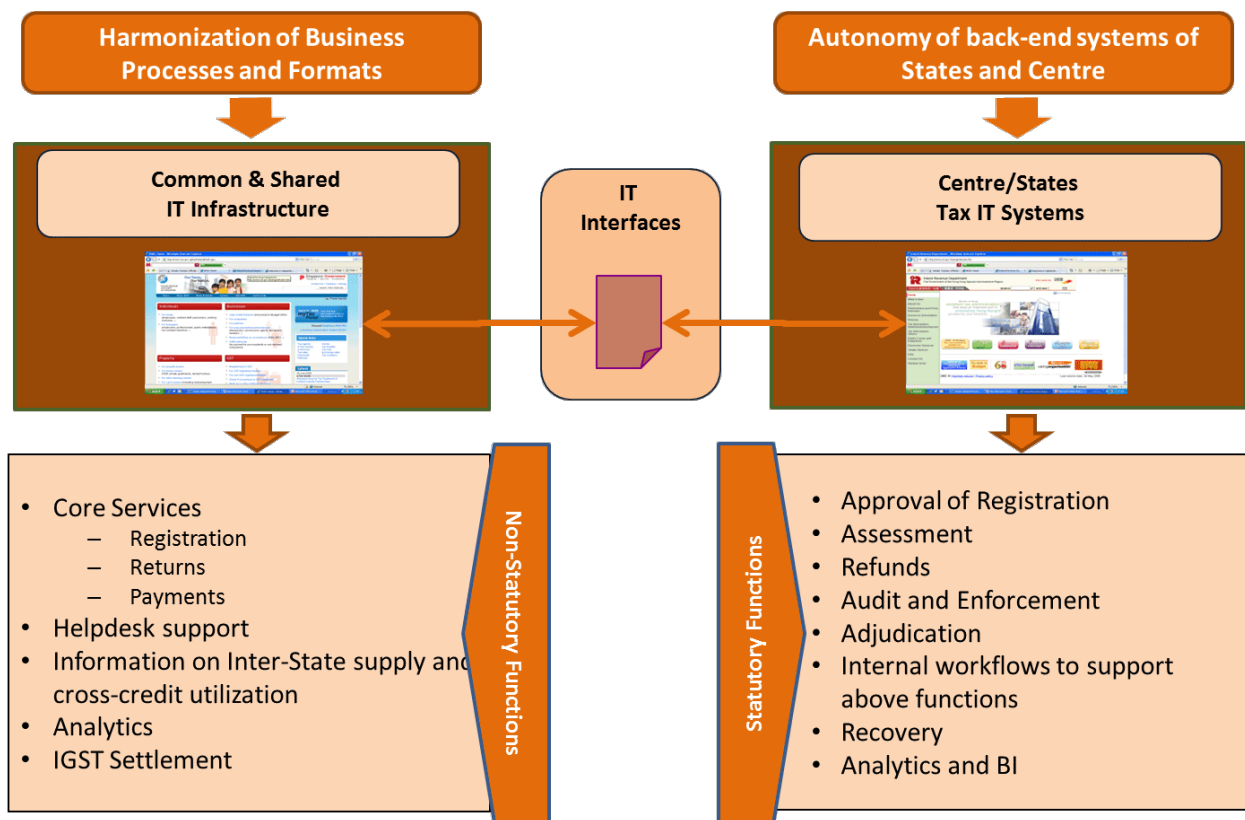 Harmonization of Business
Processes and Formats
Autonomy of back-end systems of
States and Centre
Common & Shared
IT Infrastructure
IT
Interfaces
Centre/States
Tax IT Systems
Inland Revenue Department
• Core Services
– Registration
– Returns
– Payments
• Helpdesk support
• Information on Inter-State supply and
cross-credit utilization
• Analytics
• IGST Settlement
Non-Statutory Functions
Statutory Functions
• Approval of Registration
• Assessment
• Refunds
• Audit and Enforcement
• Adjudication
• Internal workflows to support
above functions
• Recovery
• Analytics and BI